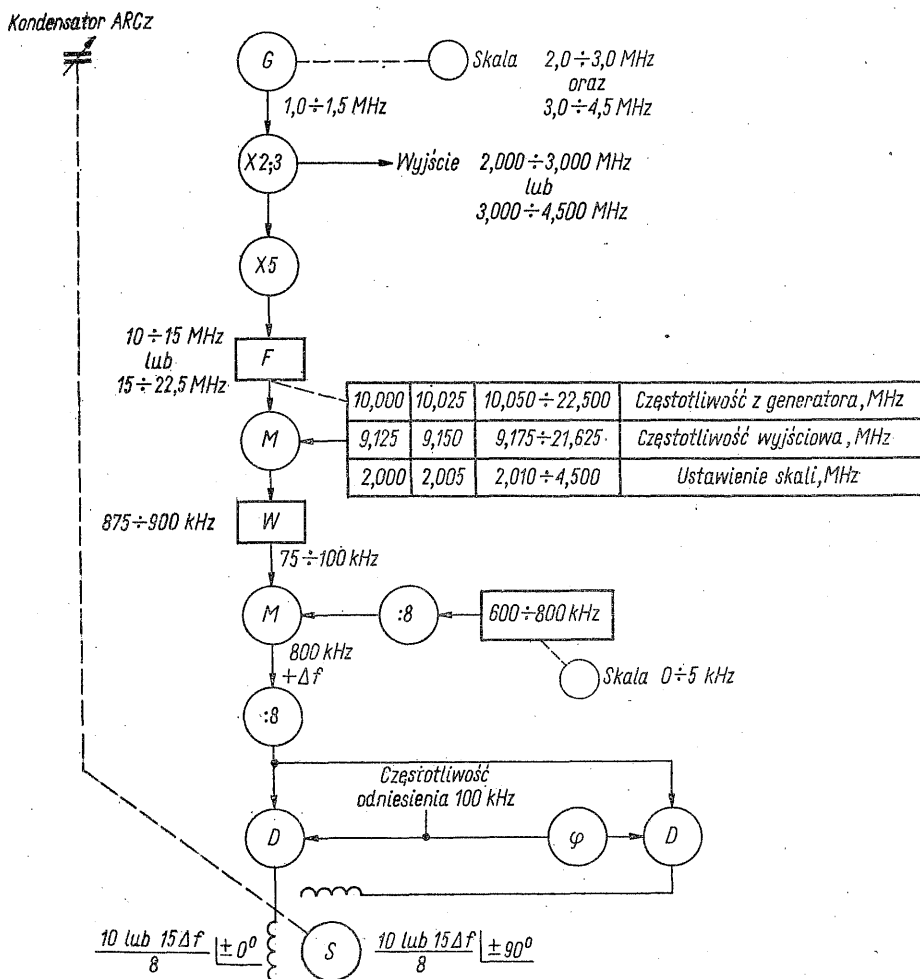 Kondensator ARCz
G
Skala 2,0÷3,0 MHz
oraz
3,0÷4,5 MHz
1,0÷1,5 MHz
X2;3
Wyjście 2,000÷3,000 MHz
lub
3,000÷4,500 MHz
X5
10÷15 MHz
lub
15÷22,5 MHz
F
10,000 10,025 10,050÷22,500 Częstotliwość z generatora, MHz
M
9,125 9,150 9,175÷21,625 Częstotliwość wyjściowa, MHz
2,000 2,005 2,010÷4,500 Ustawienie skali, MHz
875÷900 kHz
W
75÷100 kHz
M
:8
600÷800 kHz
800 kHz
+Δf
Skala 0÷5 kHz
:8
Częstotliwość
odniesienia 100 kHz
D
φ
D
10 lub 15Δf
8
±0°
S
10 lub 15Δf
8
±90°